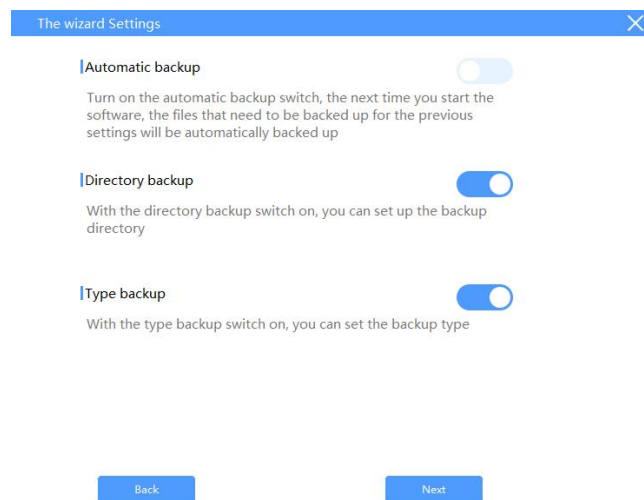 The wizard Settings
Automatic backup
Turn on the automatic backup switch, the next time you start the
software, the files that need to be backed up for the previous
settings will be automatically backed up
Directory backup
With the directory backup switch on, you can set up the backup
directory
Type backup
With the type backup switch on, you can set the backup type
Back
Next